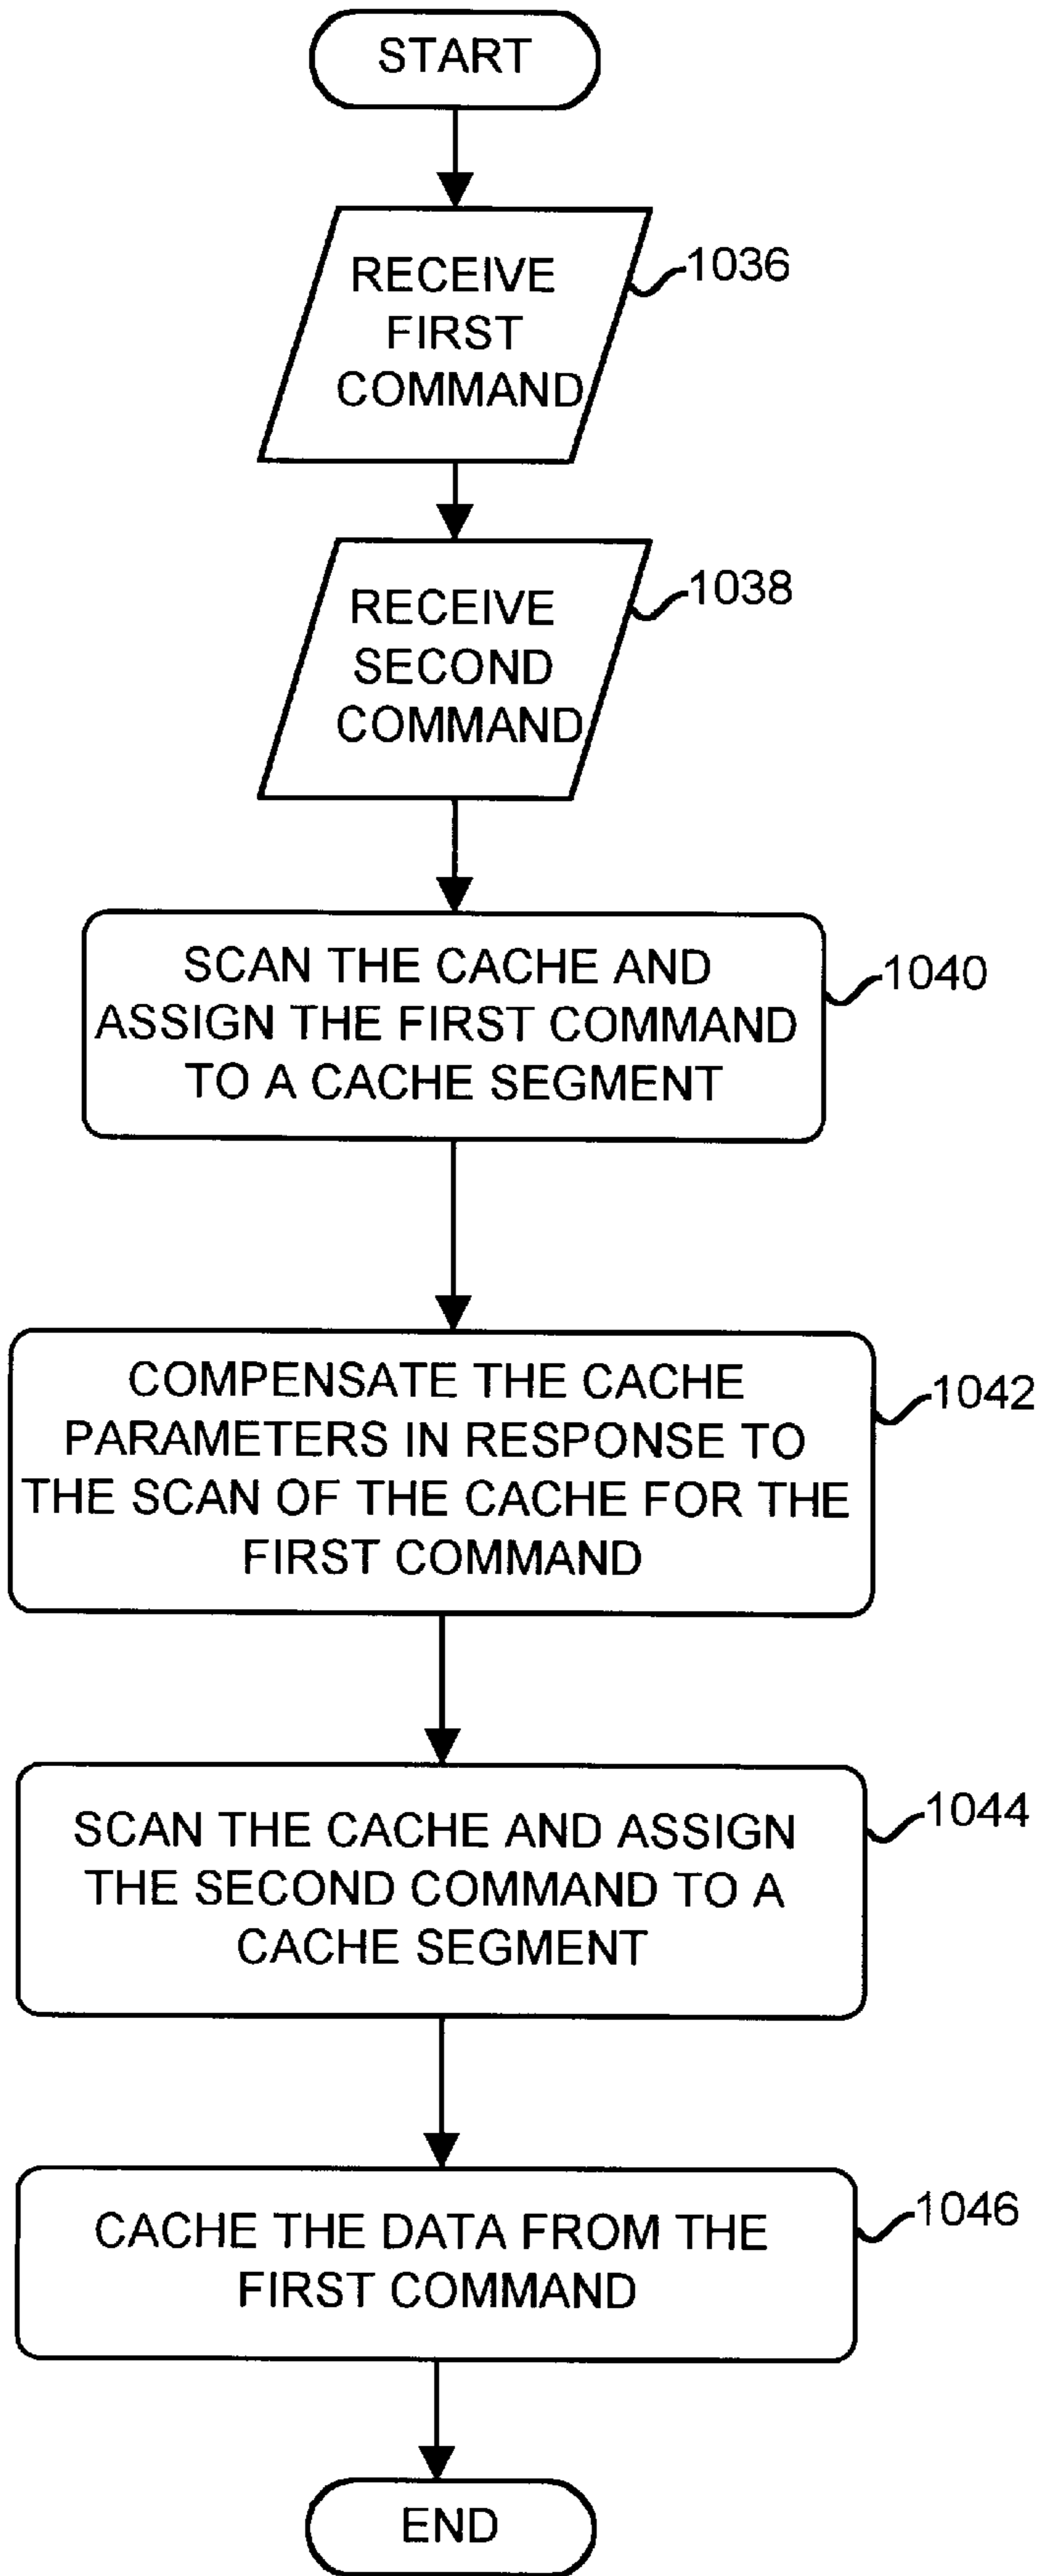 START
RECEIVE
FIRST
COMMAND
1036
RECEIVE
SECOND
COMMAND
1038
SCAN THE CACHE AND
ASSIGN THE FIRST COMMAND
TO A CACHE SEGMENT
1040
COMPENSATE THE CACHE
PARAMETERS IN RESPONSE TO
THE SCAN OF THE CACHE FOR THE
FIRST COMMAND
1042
SCAN THE CACHE AND ASSIGN
THE SECOND COMMAND TO A
CACHE SEGMENT
1044
CACHE THE DATA FROM THE
FIRST COMMAND
1046
END